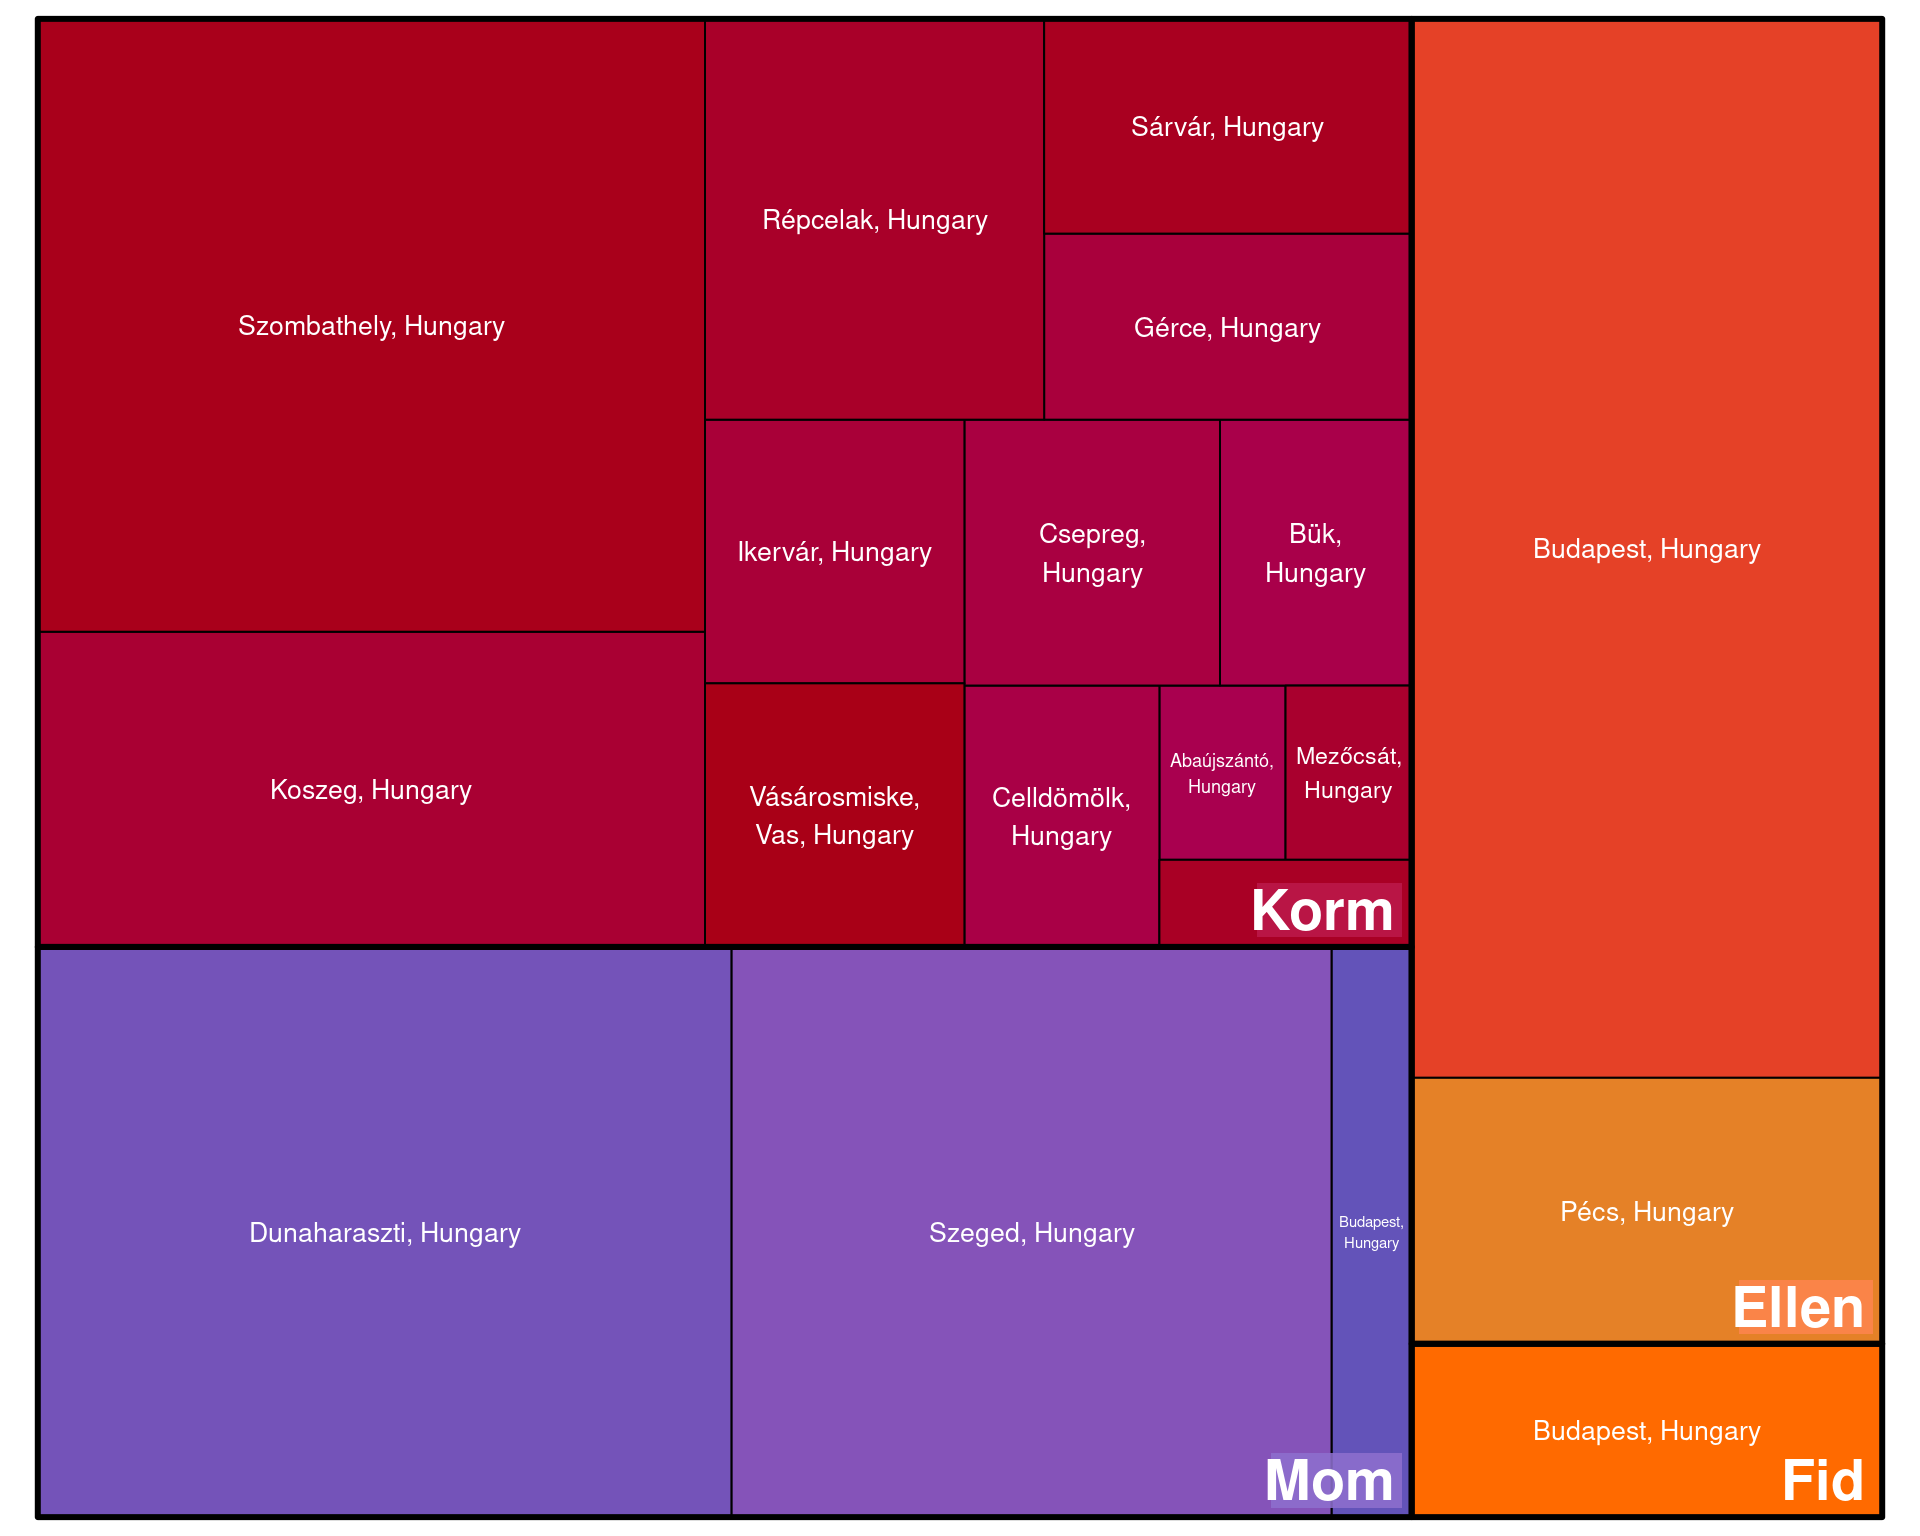 Szombathely, Hungary
Koszeg, Hungary
Répcelak, Hungary
Sárvár, Hungary
Gérce, Hungary
Ikervár, Hungary
Csepreg,
Hungary
Bük,
Hungary
Vásárosmiske,
Vas, Hungary
Celldömölk,
Hungary
Abaújszántó,
Hungary
Mezőcsát,
Hungary
Korm
Dunaharaszti, Hungary
Szeged, Hungary
Budapest,
Hungary
Mom
Budapest, Hungary
Pécs, Hungary
Ellen
Budapest, Hungary
Fid